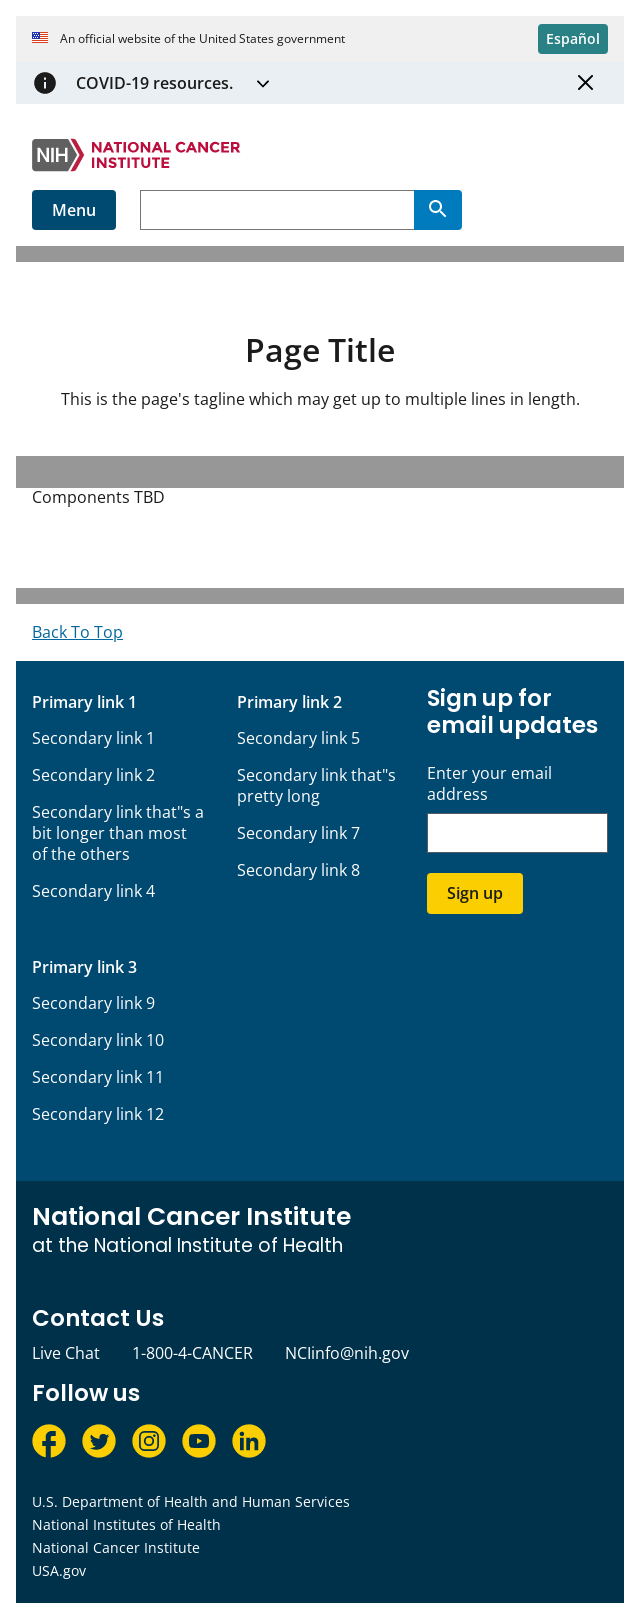 An official website of the United States government
Español
COVID-19 resources.
NIH NATIONAL CANCER
INSTITUTE
Menu
Page Title
This is the page's tagline which may get up to multiple lines in length.
Components TBD
Back To Top
Primary link 1
Secondary link 1
Secondary link 2
Secondary link that"s a
bit longer than most
of the others
Secondary link 4
Primary link 2
Secondary link 5
Secondary link that"s
pretty long
Secondary link 7
Secondary link 8
Sign up for
email updates
Enter your email
address
Sign up
Primary link 3
Secondary link 9
Secondary link 10
Secondary link 11
Secondary link 12
National Cancer Institute
at the National Institute of Health
Contact Us
Live Chat 1-800-4-CANCER NCIinfo@nih.gov
Follow us
U.S. Department of Health and Human Services
National Institutes of Health
National Cancer Institute
USA.gov